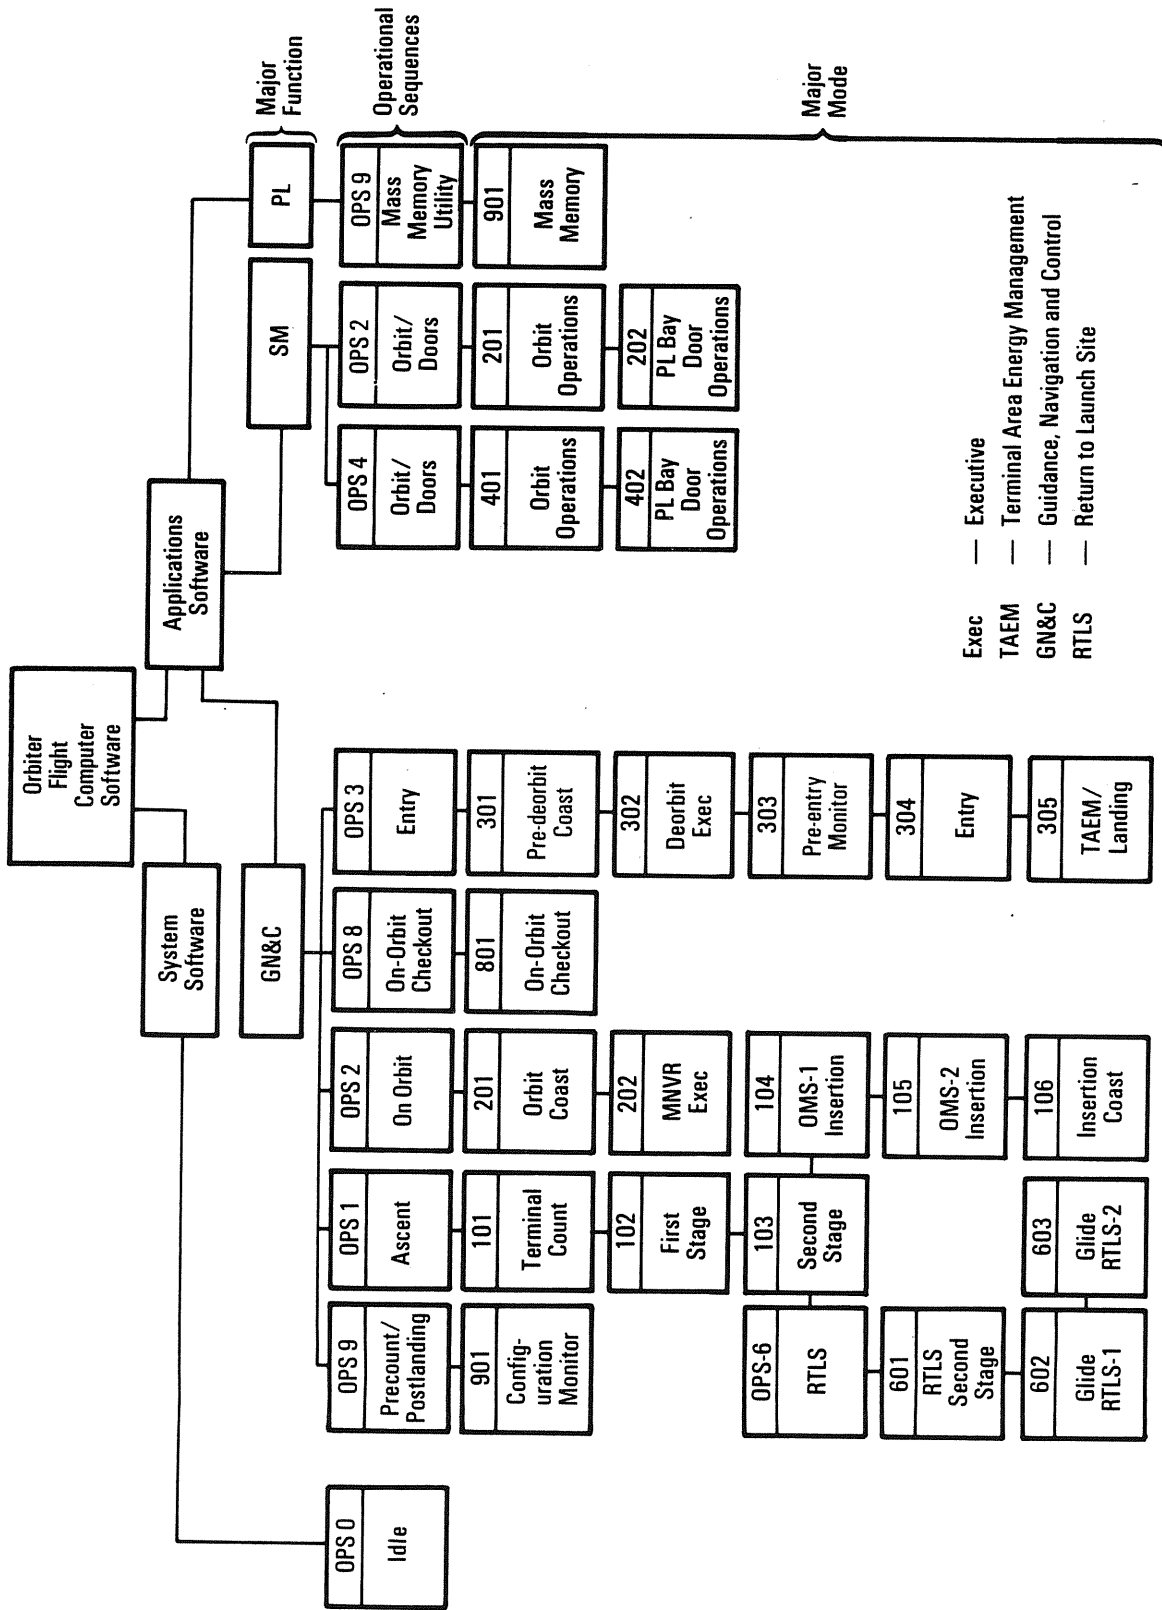 Orbiter
Flight
Computer
Software
System
Software
Applications
Software
GN&C
SM
PL
Major
Function
OPS 0
Idle
OPS 9
Precount/
Postlanding
OPS 1
Ascent
OPS 2
On Orbit
OPS 8
On-Orbit
Checkout
OPS 3
Entry
OPS 4
Orbit/
Doors
OPS 2
Orbit/
Doors
OPS 9
Mass
Memory
Utility
Operational
Sequences
901
Config-
uration
Monitor
101
Terminal
Count
201
Orbit
Coast
801
On-Orbit
Checkout
301
Pre-deorbit
Coast
401
Orbit
Operations
201
Orbit
Operations
901
Mass
Memory
102
First
Stage
202
MNVR
Exec
302
Deorbit
Exec
402
PL Bay
Door
Operations
202
PL Bay
Door
Operations
Major
Mode
OPS-6
RTLS
103
Second
Stage
104
OMS-1
Insertion
303
Pre-entry
Monitor
601
RTLS
Second
Stage
105
OMS-2
Insertion
304
Entry
602
Glide
RTLS-1
603
Glide
RTLS-2
106
Insertion
Coast
305
TAEM/
Landing
Exec — Executive
TAEM — Terminal Area Energy Management
GN&C — Guidance, Navigation and Control
RTLS — Return to Launch Site